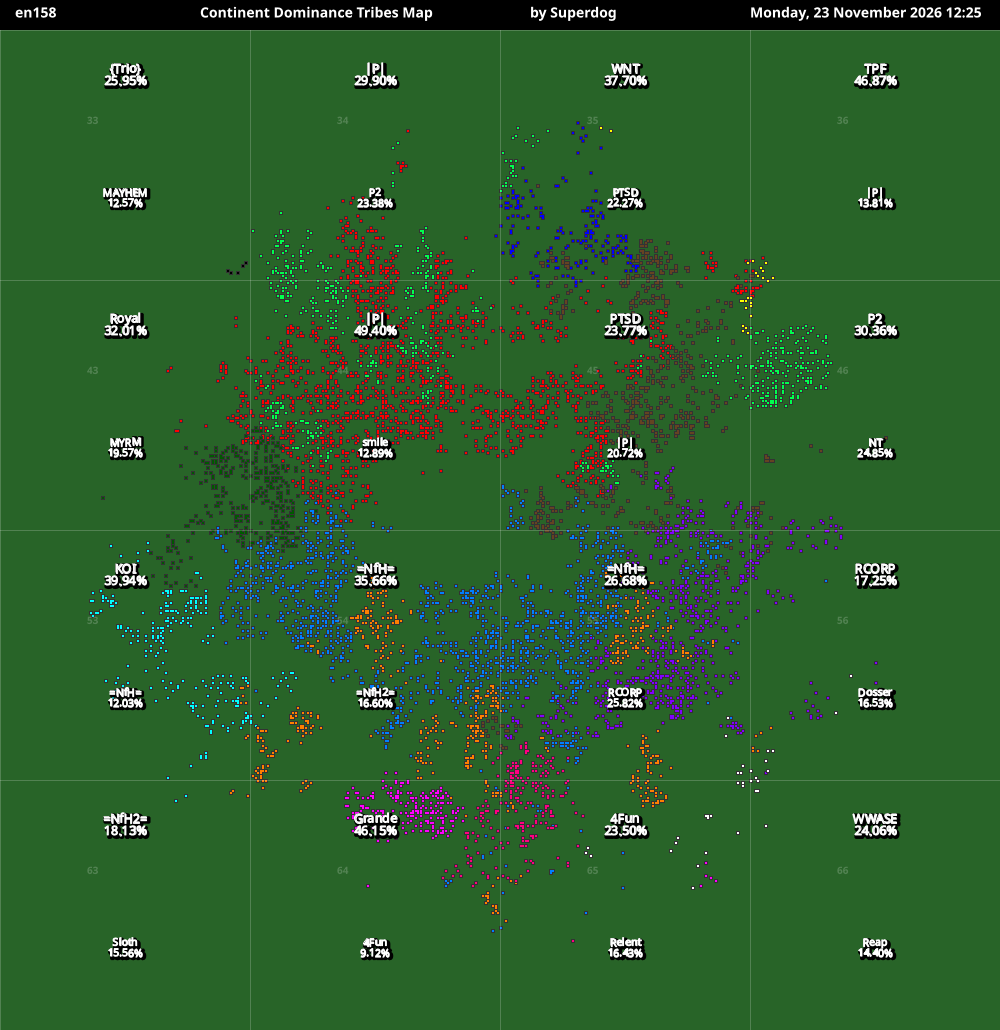 en158 Continent Dominance Tribes Map by Superdog Monday, 23 November 2026 12:25
(Trio) |P| WNT TPF
25.95% 29.90% 37.70% 46.87%
33 34 35 36
MAYHEM P2 PTSD |P|
12.57% 23.38% 22.27% 13.81%
Royal |P| PTSD P2
32.01% 49.40% 23.77% 30.36%
43 44 45 46
MYRM smile |P| NT
19.57% 12.89% 20.72% 24.85%
KOI =NfH= =NfH= RCORP
39.94% 35.66% 26.68% 17.25%
53 54 56
=NfH= =NfH2= RCORP Dosser
12.03% 16.60% 25.82% 16.53%
=NfH2= Grande 4Fun WWASE
18.13% 46.15% 23.50% 24.06%
63 64 65 66
Sloth 4Fun Relent Reap
15.56% 9.12% 16.43% 14.40%